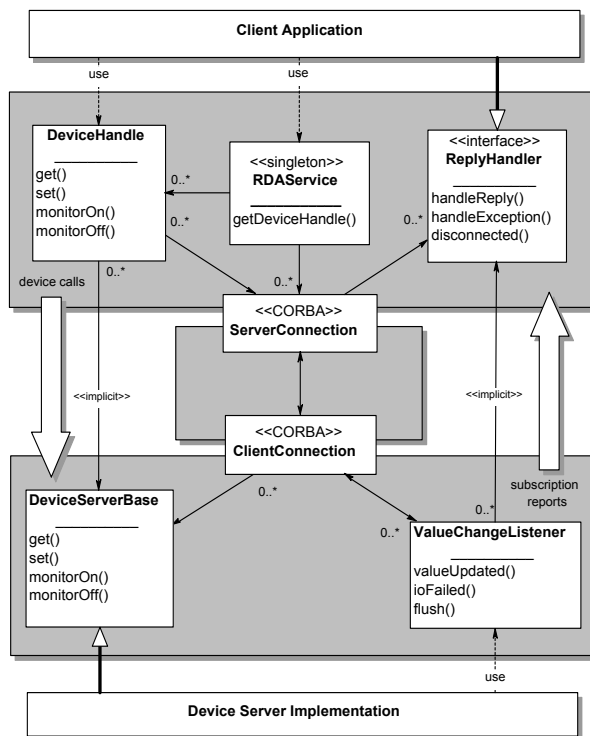 Client Application
use
use
DeviceHandle
get()
set()
monitorOn()
monitorOff()
<<singleton>>
RDAService
getDeviceHandle()
<<interface>>
ReplyHandler
handleReply()
handleException()
disconnected()
0..*
0..*
0..*
0..*
0..*
device calls
<<CORBA>>
ServerConnection
<<implicit>>
<<implicit>>
<<CORBA>>
ClientConnection
subscription
reports
DeviceServerBase
get()
set()
monitorOn()
monitorOff()
0..*
0..*
0..*
ValueChangeListener
valueUpdated()
ioFailed()
flush()
use
Device Server Implementation